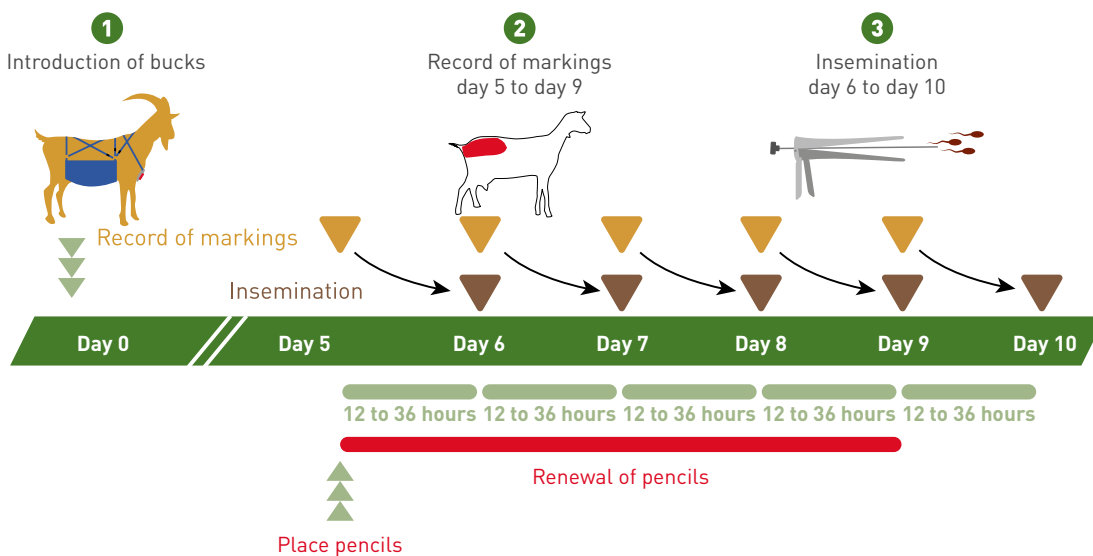 1
Introduction of bucks
2
Record of markings
day 5 to day 9
3
Insemination
day 6 to day 10
Record of markings
Insemination
Day 0
Day 5
Day 6
Day 7
Day 8
Day 9
Day 10
12 to 36 hours
12 to 36 hours
12 to 36 hours
12 to 36 hours
12 to 36 hours
Renewal of pencils
Place pencils